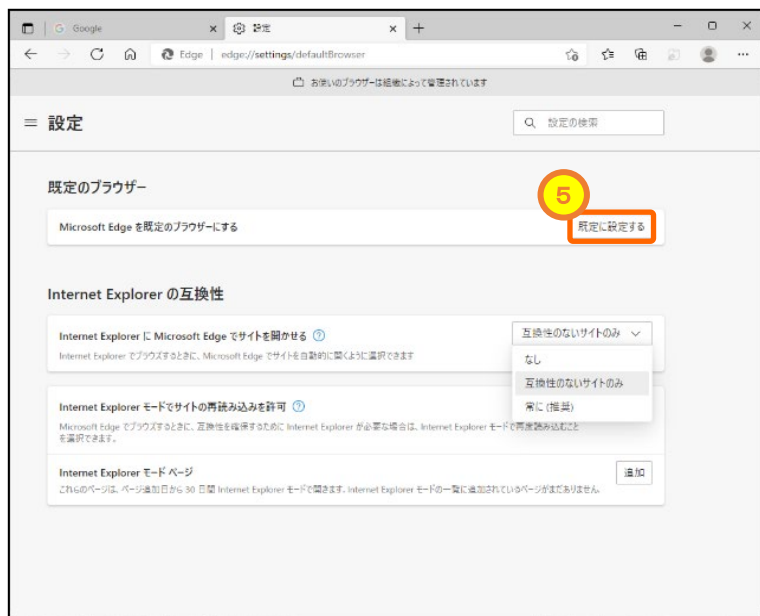 Google
設定
Edge | edge://settings/defaultBrowser
お使いのブラウザーは組織によって管理されています
設定
設定の検索
既定のブラウザー
5
Microsoft Edge を既定のブラウザーにする
既定に設定する
Internet Explorer の互換性
Internet Explorer に Microsoft Edge でサイトを開かせる
互換性のないサイトのみ
Internet Explorer でブラウズするときに、Microsoft Edge でサイトを自動的に開くように選択できます
なし
互換性のないサイトのみ
常に (推奨)
Internet Explorer モードでサイトの再読み込みを許可
Microsoft Edge でブラウズするときに、互換性を確保するために Internet Explorer が必要な場合は、Internet Explorer モードで再度読み込むこと
を選択できます。
Internet Explorer モード ページ
追加
これらのページは、ページ追加日から 30 日間 Internet Explorer モードで開きます。Internet Explorer モードの一覧に追加されているページがまだありません。